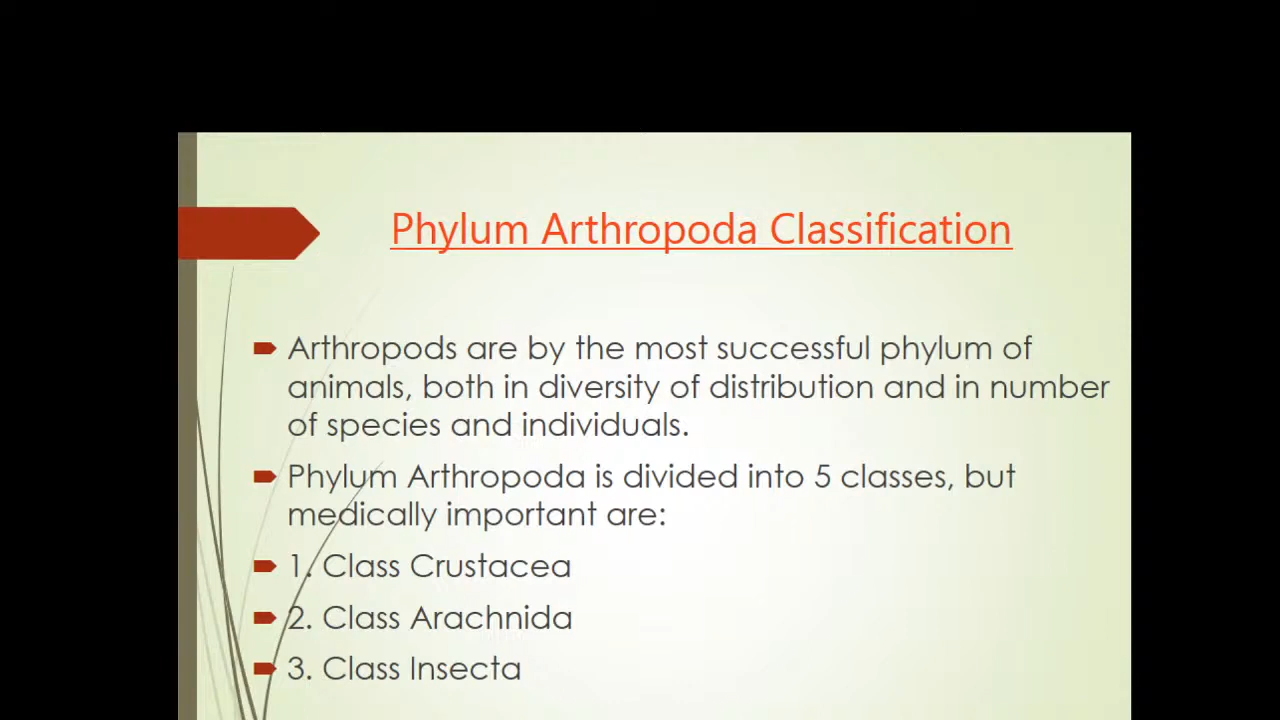 Phylum Arthropoda Classification
Arthropods are by the most successful phylum of
animals, both in diversity of distribution and in number
of species and individuals.
Phylum Arthropoda is divided into 5 classes, but
medically important are:
1. Class Crustacea
2. Class Arachnida
3. Class Insecta